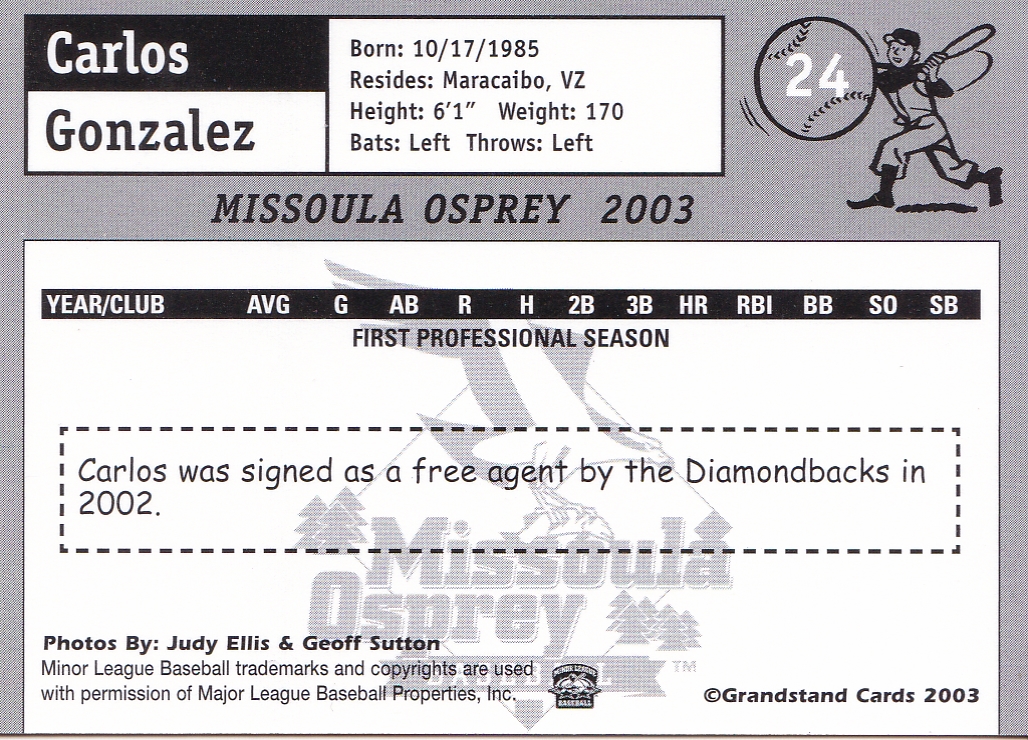 Carlos
Gonzalez
Born: 10/17/1985
Resides: Maracaibo, VZ
Height: 6'1" Weight: 170
Bats: Left Throws: Left
24
MISSOULA OSPREY 2003
YEAR/CLUB AVG G AB R H 2B 3B HR RBI BB SO SB
FIRST PROFESSIONAL SEASON
Carlos was signed as a free agent by the Diamondbacks in
2002.
Missoula
Osprey
TM
Photos By: Judy Ellis & Geoff Sutton
Minor League Baseball trademarks and copyrights are used
with permission of Major League Baseball Properties, Inc.
©Grandstand Cards 2003